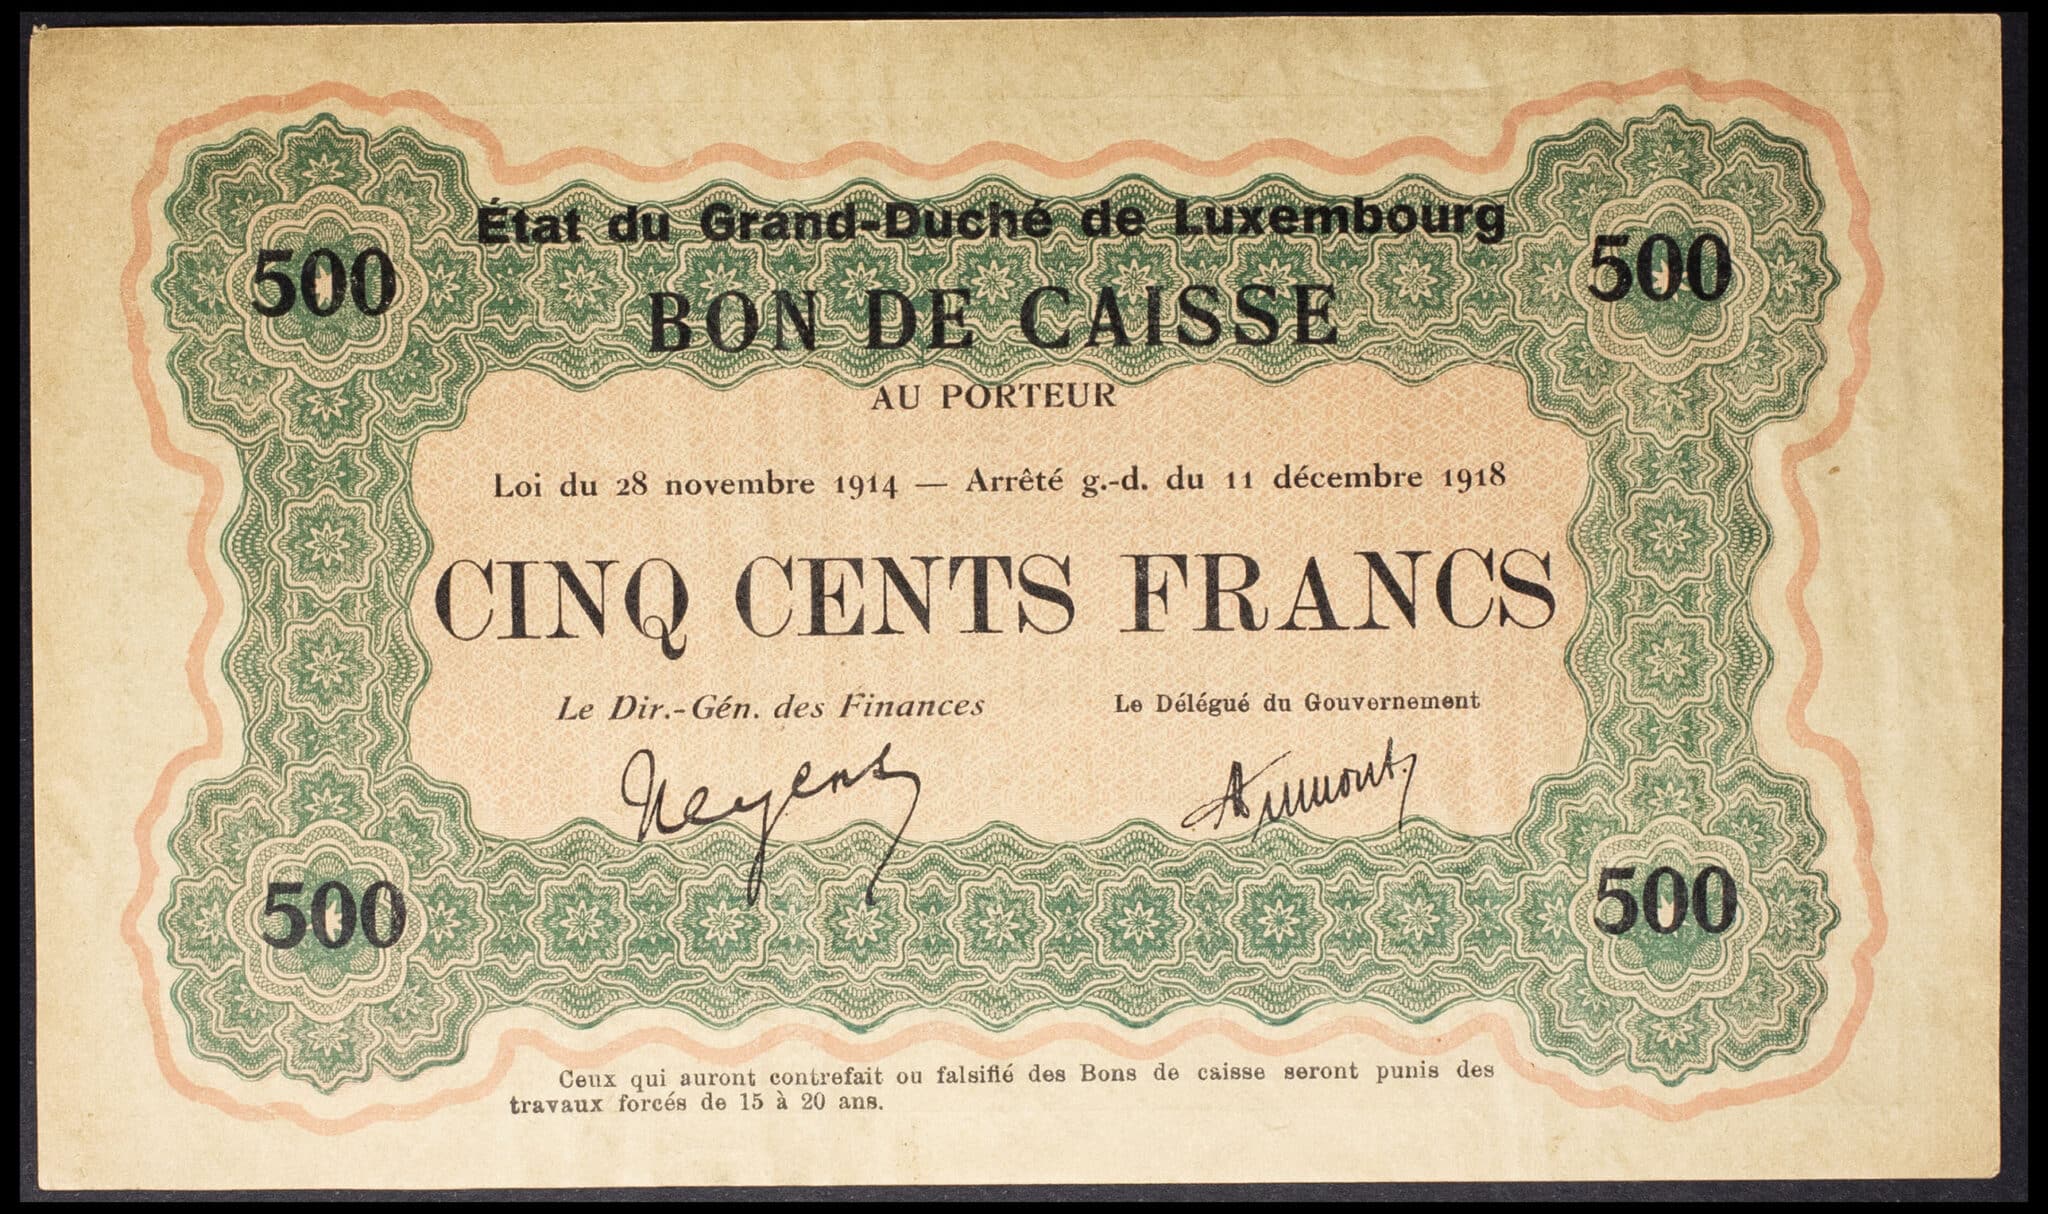 État du Grand-Duché de Luxembourg
500
500
BON DE CAISSE
AU PORTEUR
Loi du 28 novembre 1914 — Arrêté g.-d. du 11 décembre 1918
CINQ CENTS FRANCS
Le Dir.-Gén. des Finances
Le Délégué du Gouvernement
500
500
Ceux qui auront contrefait ou falsifié des Bons de caisse seront punis des
travaux forcés de 15 à 20 ans.